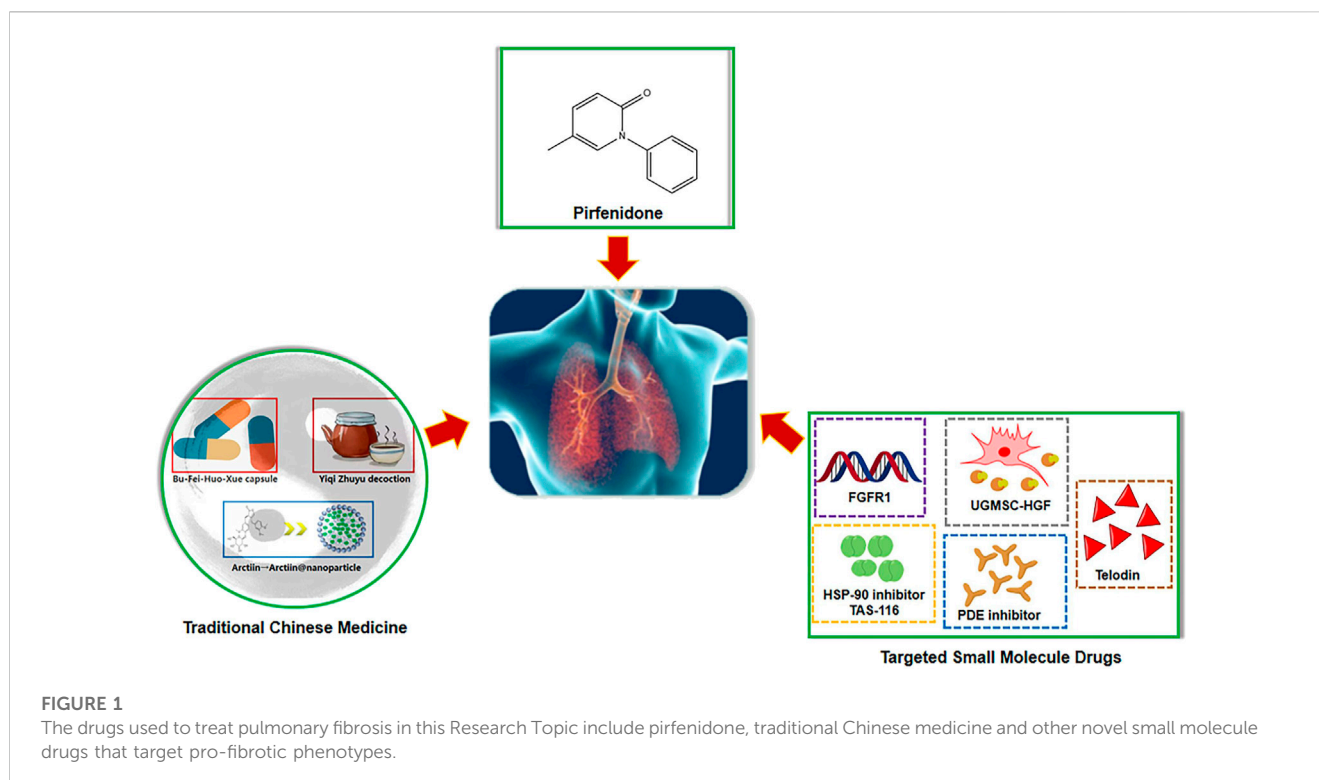 O
N
Pirfenidone
Bu-Fei-Huo-Xue capsule
Yiqi Zhuyu decoction
Arctiin→Arctiin@nanoparticle
Traditional Chinese Medicine
FGFR1
UGMSC-HGF
Telodin
HSP-90 inhibitor
TAS-116
PDE inhibitor
Targeted Small Molecule Drugs
FIGURE 1
The drugs used to treat pulmonary fibrosis in this Research Topic include pirfenidone, traditional Chinese medicine and other novel small molecule
drugs that target pro-fibrotic phenotypes.